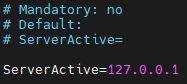 # Mandatory: no
# Default:
# ServerActive=
ServerActive=127.0.0.1